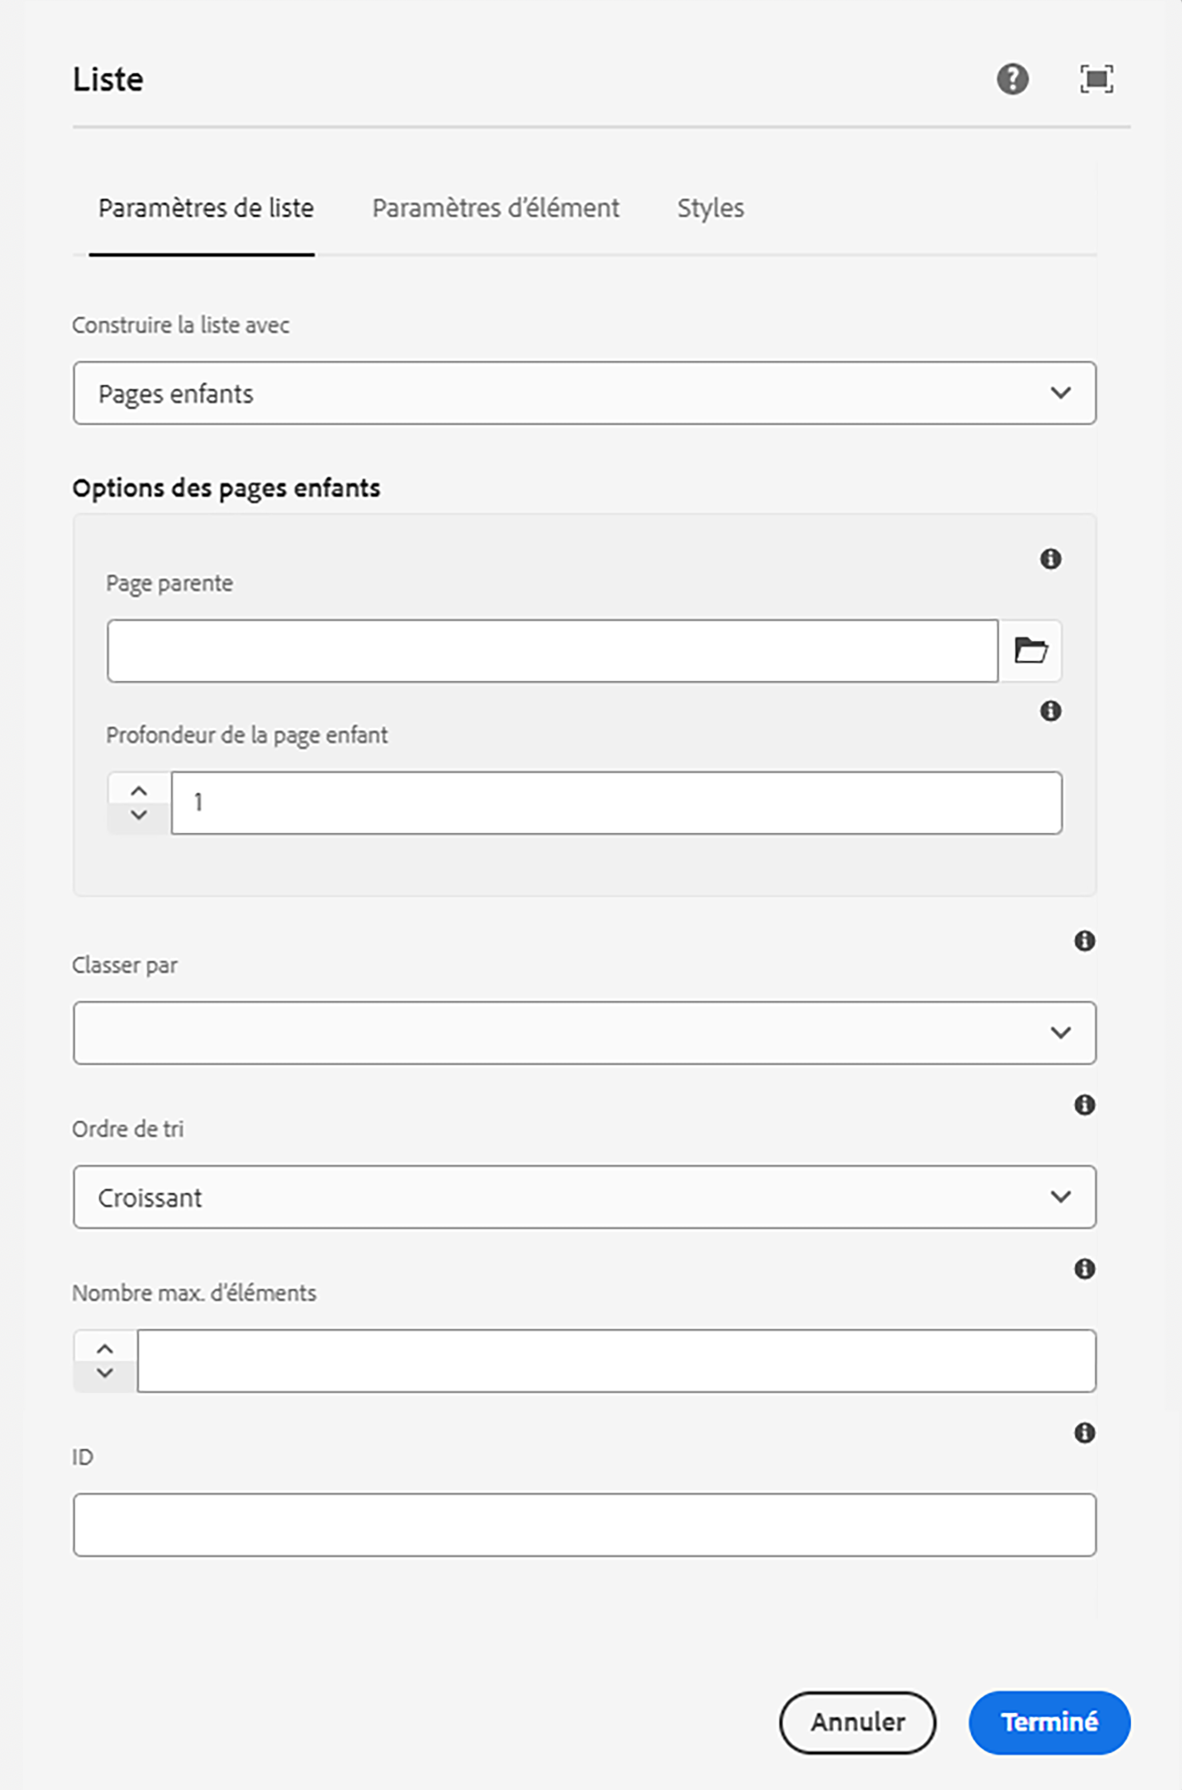 Liste
Paramètres de liste Paramètres d’élément Styles
Construire la liste avec
Pages enfants
Options des pages enfants
Page parente
Profondeur de la page enfant
1
Classer par
Ordre de tri
Croissant
Nombre max. d’éléments
ID
Annuler Terminé